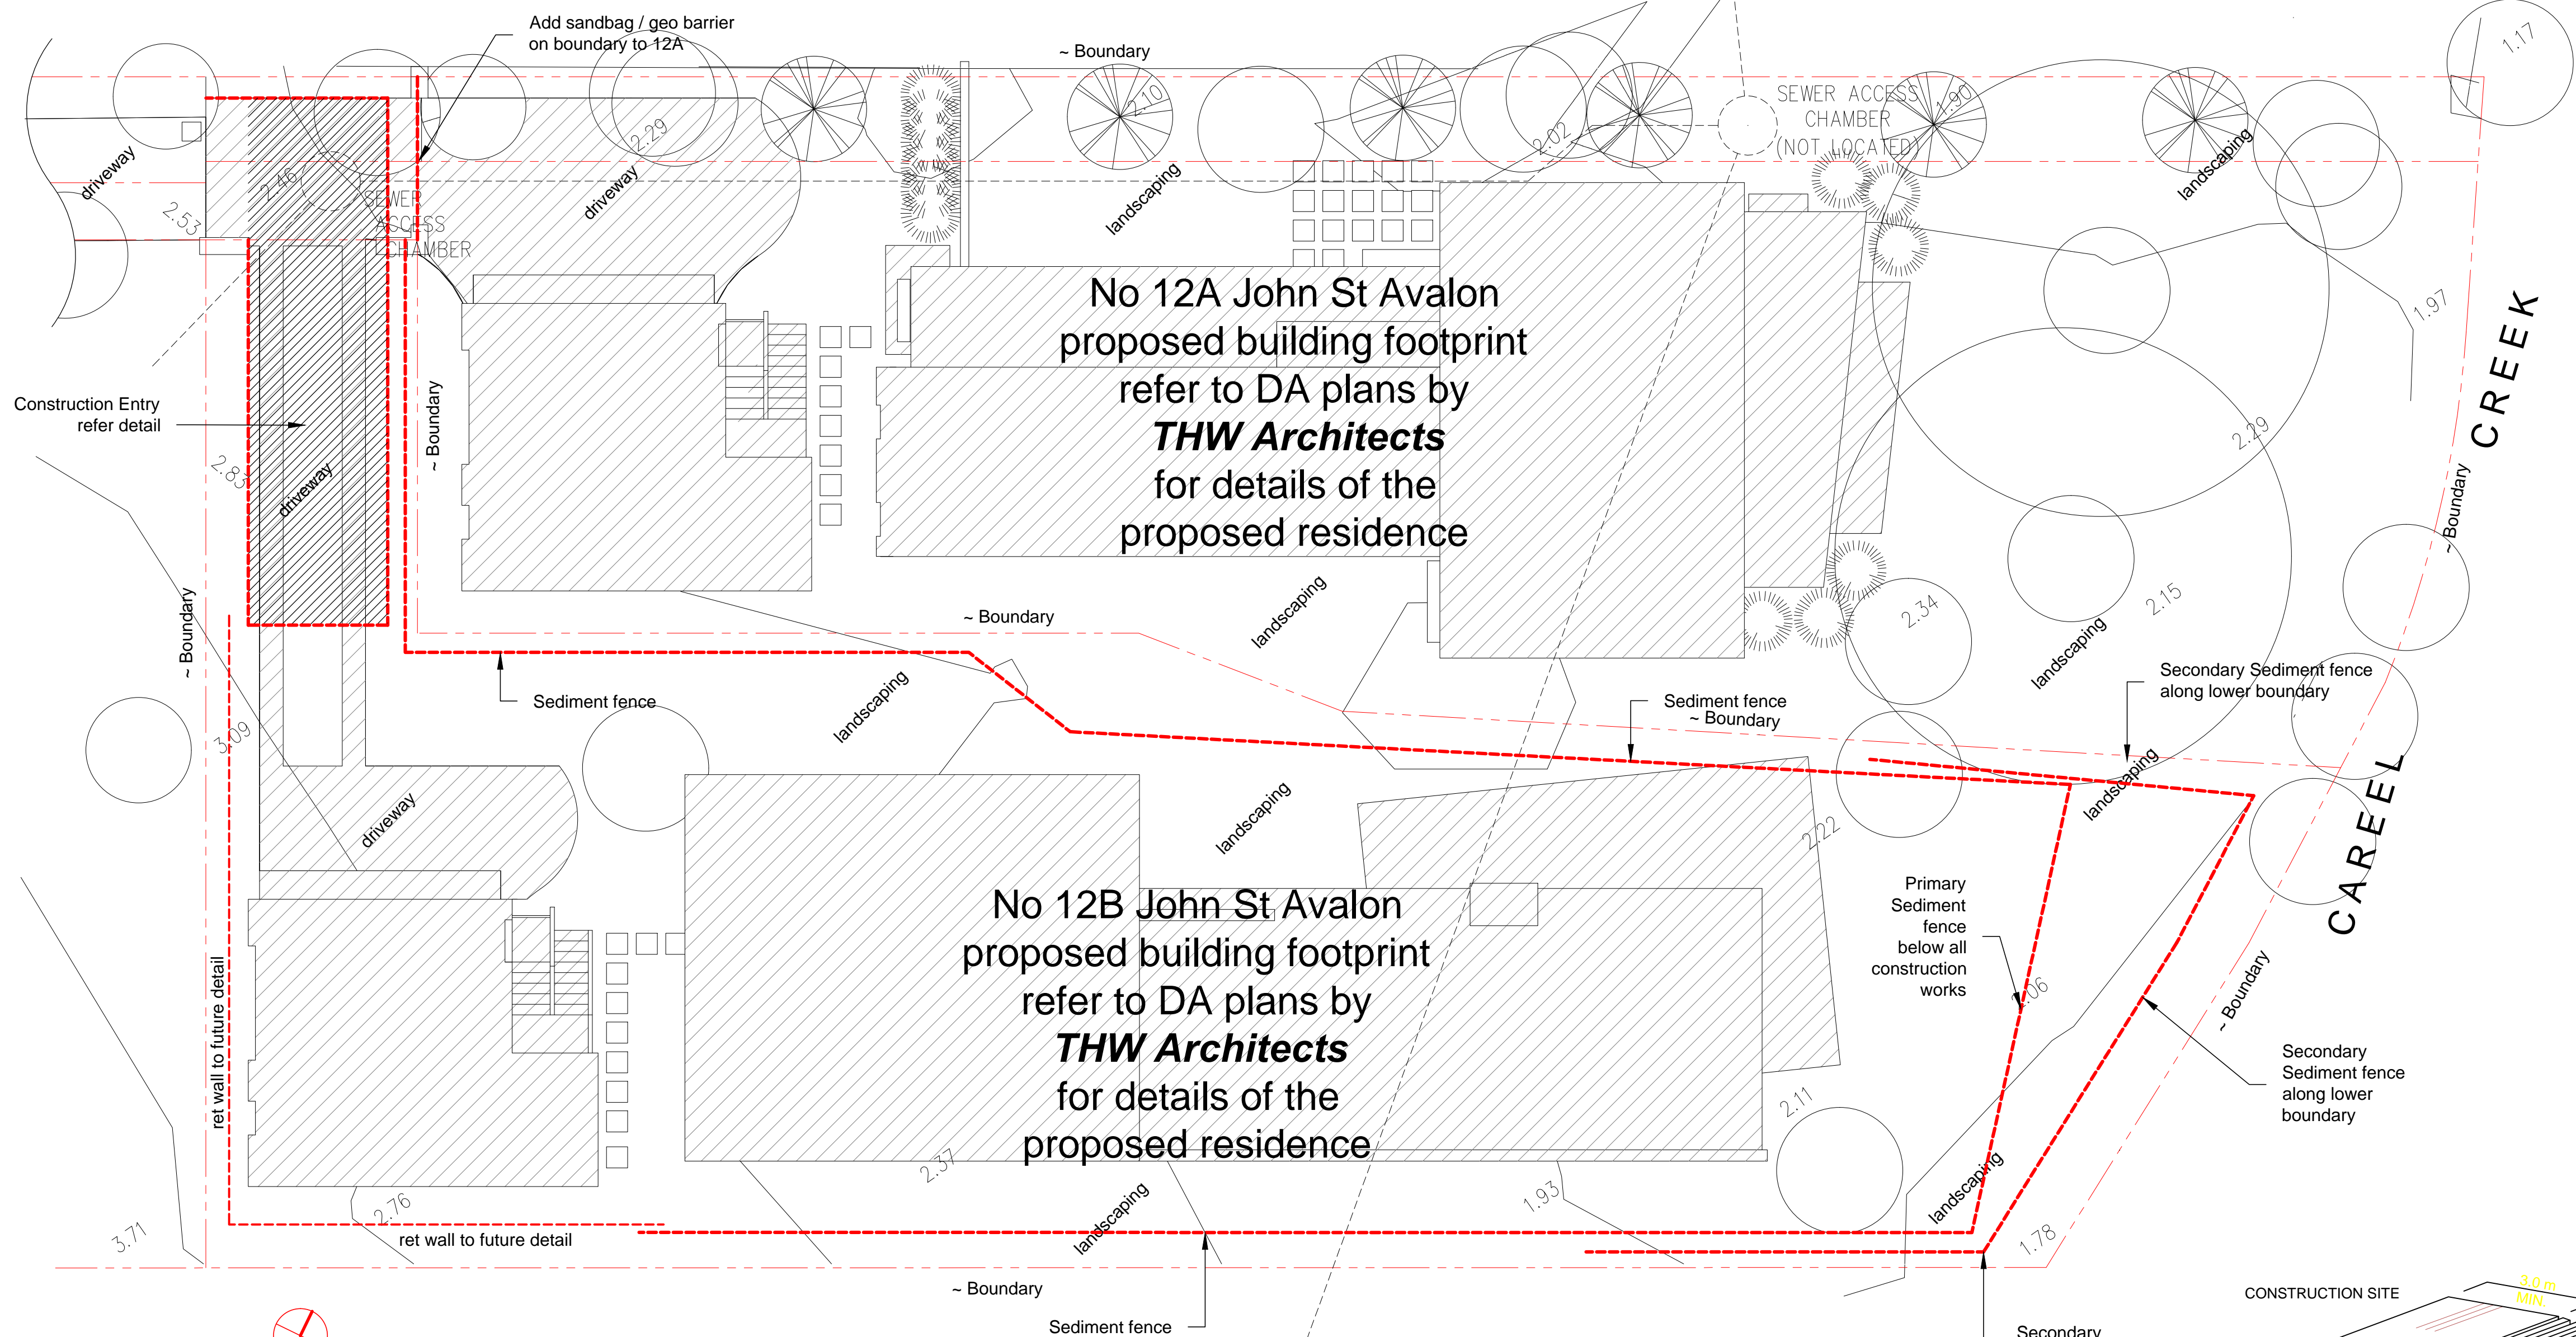 Add sandbag / geo barrier
on boundary to 12A
~ Boundary
1.17
SEWER ACCESS
CHAMBER
(NOT LOCATED)
1.90
2.10
2.29
2.02
driveway
2.46
2.53
SEWER
ACCESS
CHAMBER
driveway
landscaping
landscaping
No 12A John St Avalon
proposed building footprint
refer to DA plans by
THW Architects
for details of the
proposed residence
1.97
CAREEL CREEK
Construction Entry
refer detail
~ Boundary
2.83
driveway
2.29
~ Boundary
~ Boundary
~ Boundary
landscaping
2.34
2.15
landscaping
Sediment fence
landscaping
Sediment fence
~ Boundary
Secondary Sediment fence
along lower boundary
3.09
driveway
landscaping
landscaping
2.22
No 12B John St Avalon
proposed building footprint
refer to DA plans by
THW Architects
for details of the
proposed residence
Primary
Sediment
fence
below all
construction
works
2.06
~ Boundary
Secondary
Sediment fence
along lower
boundary
ret wall to future detail
2.11
2.37
1.93
landscaping
landscaping
1.78
3.71
2.76
ret wall to future detail
~ Boundary
Sediment fence
Secondary
CONSTRUCTION SITE
3.0 m
MIN.